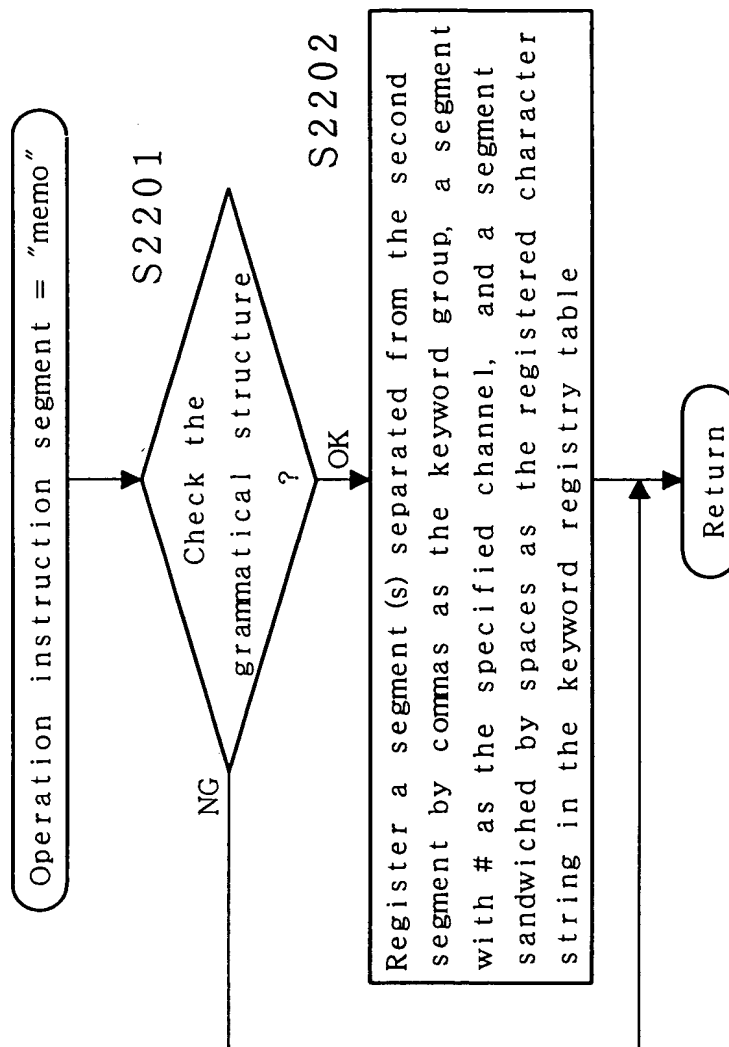 Operation instruction segment = "memo"
S2201
Check the
grammatical structure
?
NG
OK
S2202
Register a segment (s) separated from the second
segment by commas as the keyword group, a segment
with # as the specified channel, and a segment
sandwiched by spaces as the registered character
string in the keyword registry table
Return